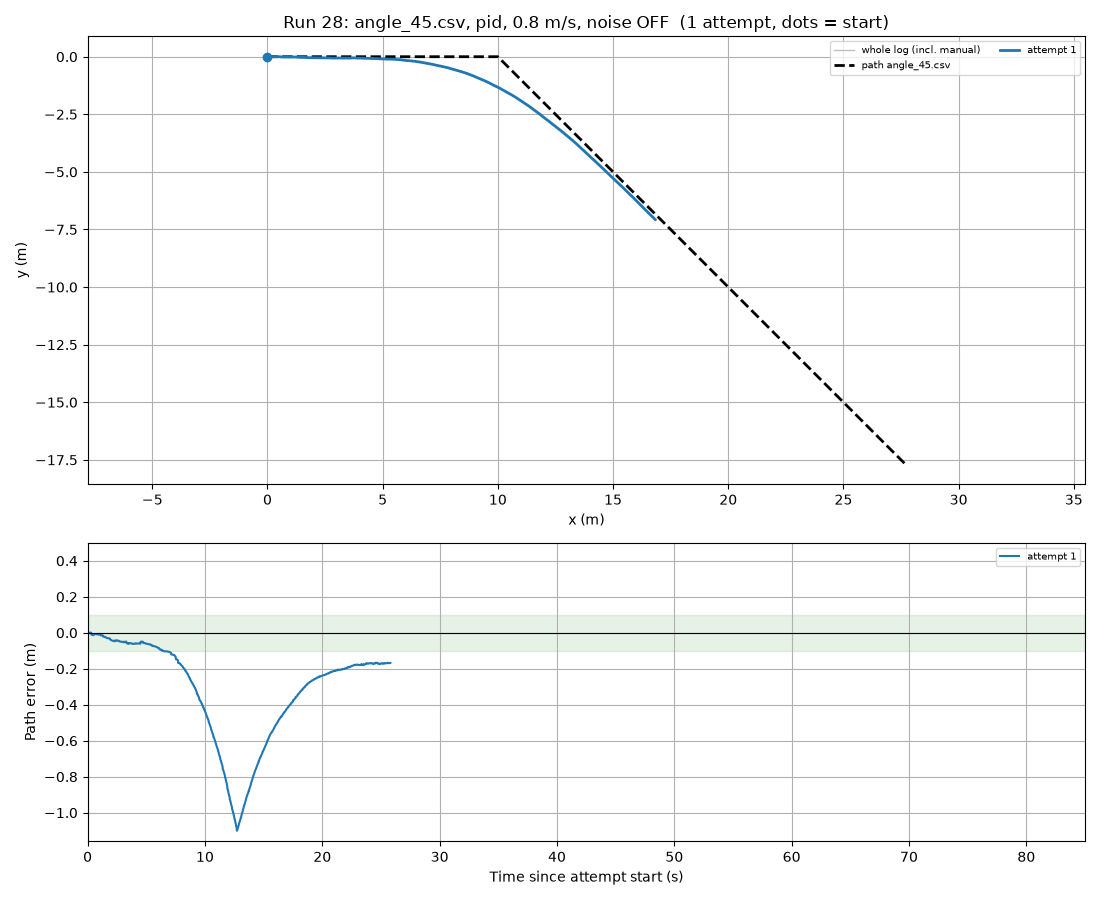 Run 28: angle_45.csv, pid, 0.8 m/s, noise OFF  (1 attempt, dots = start)
whole log (incl. manual)
path angle_45.csv
attempt 1
0.0
−2.5
−5.0
−7.5
−10.0
−12.5
−15.0
−17.5
y (m)
−5 0 5 10 15 20 25 30 35
x (m)
attempt 1
0.4
0.2
0.0
−0.2
−0.4
−0.6
−0.8
−1.0
Path error (m)
0 10 20 30 40 50 60 70 80
Time since attempt start (s)